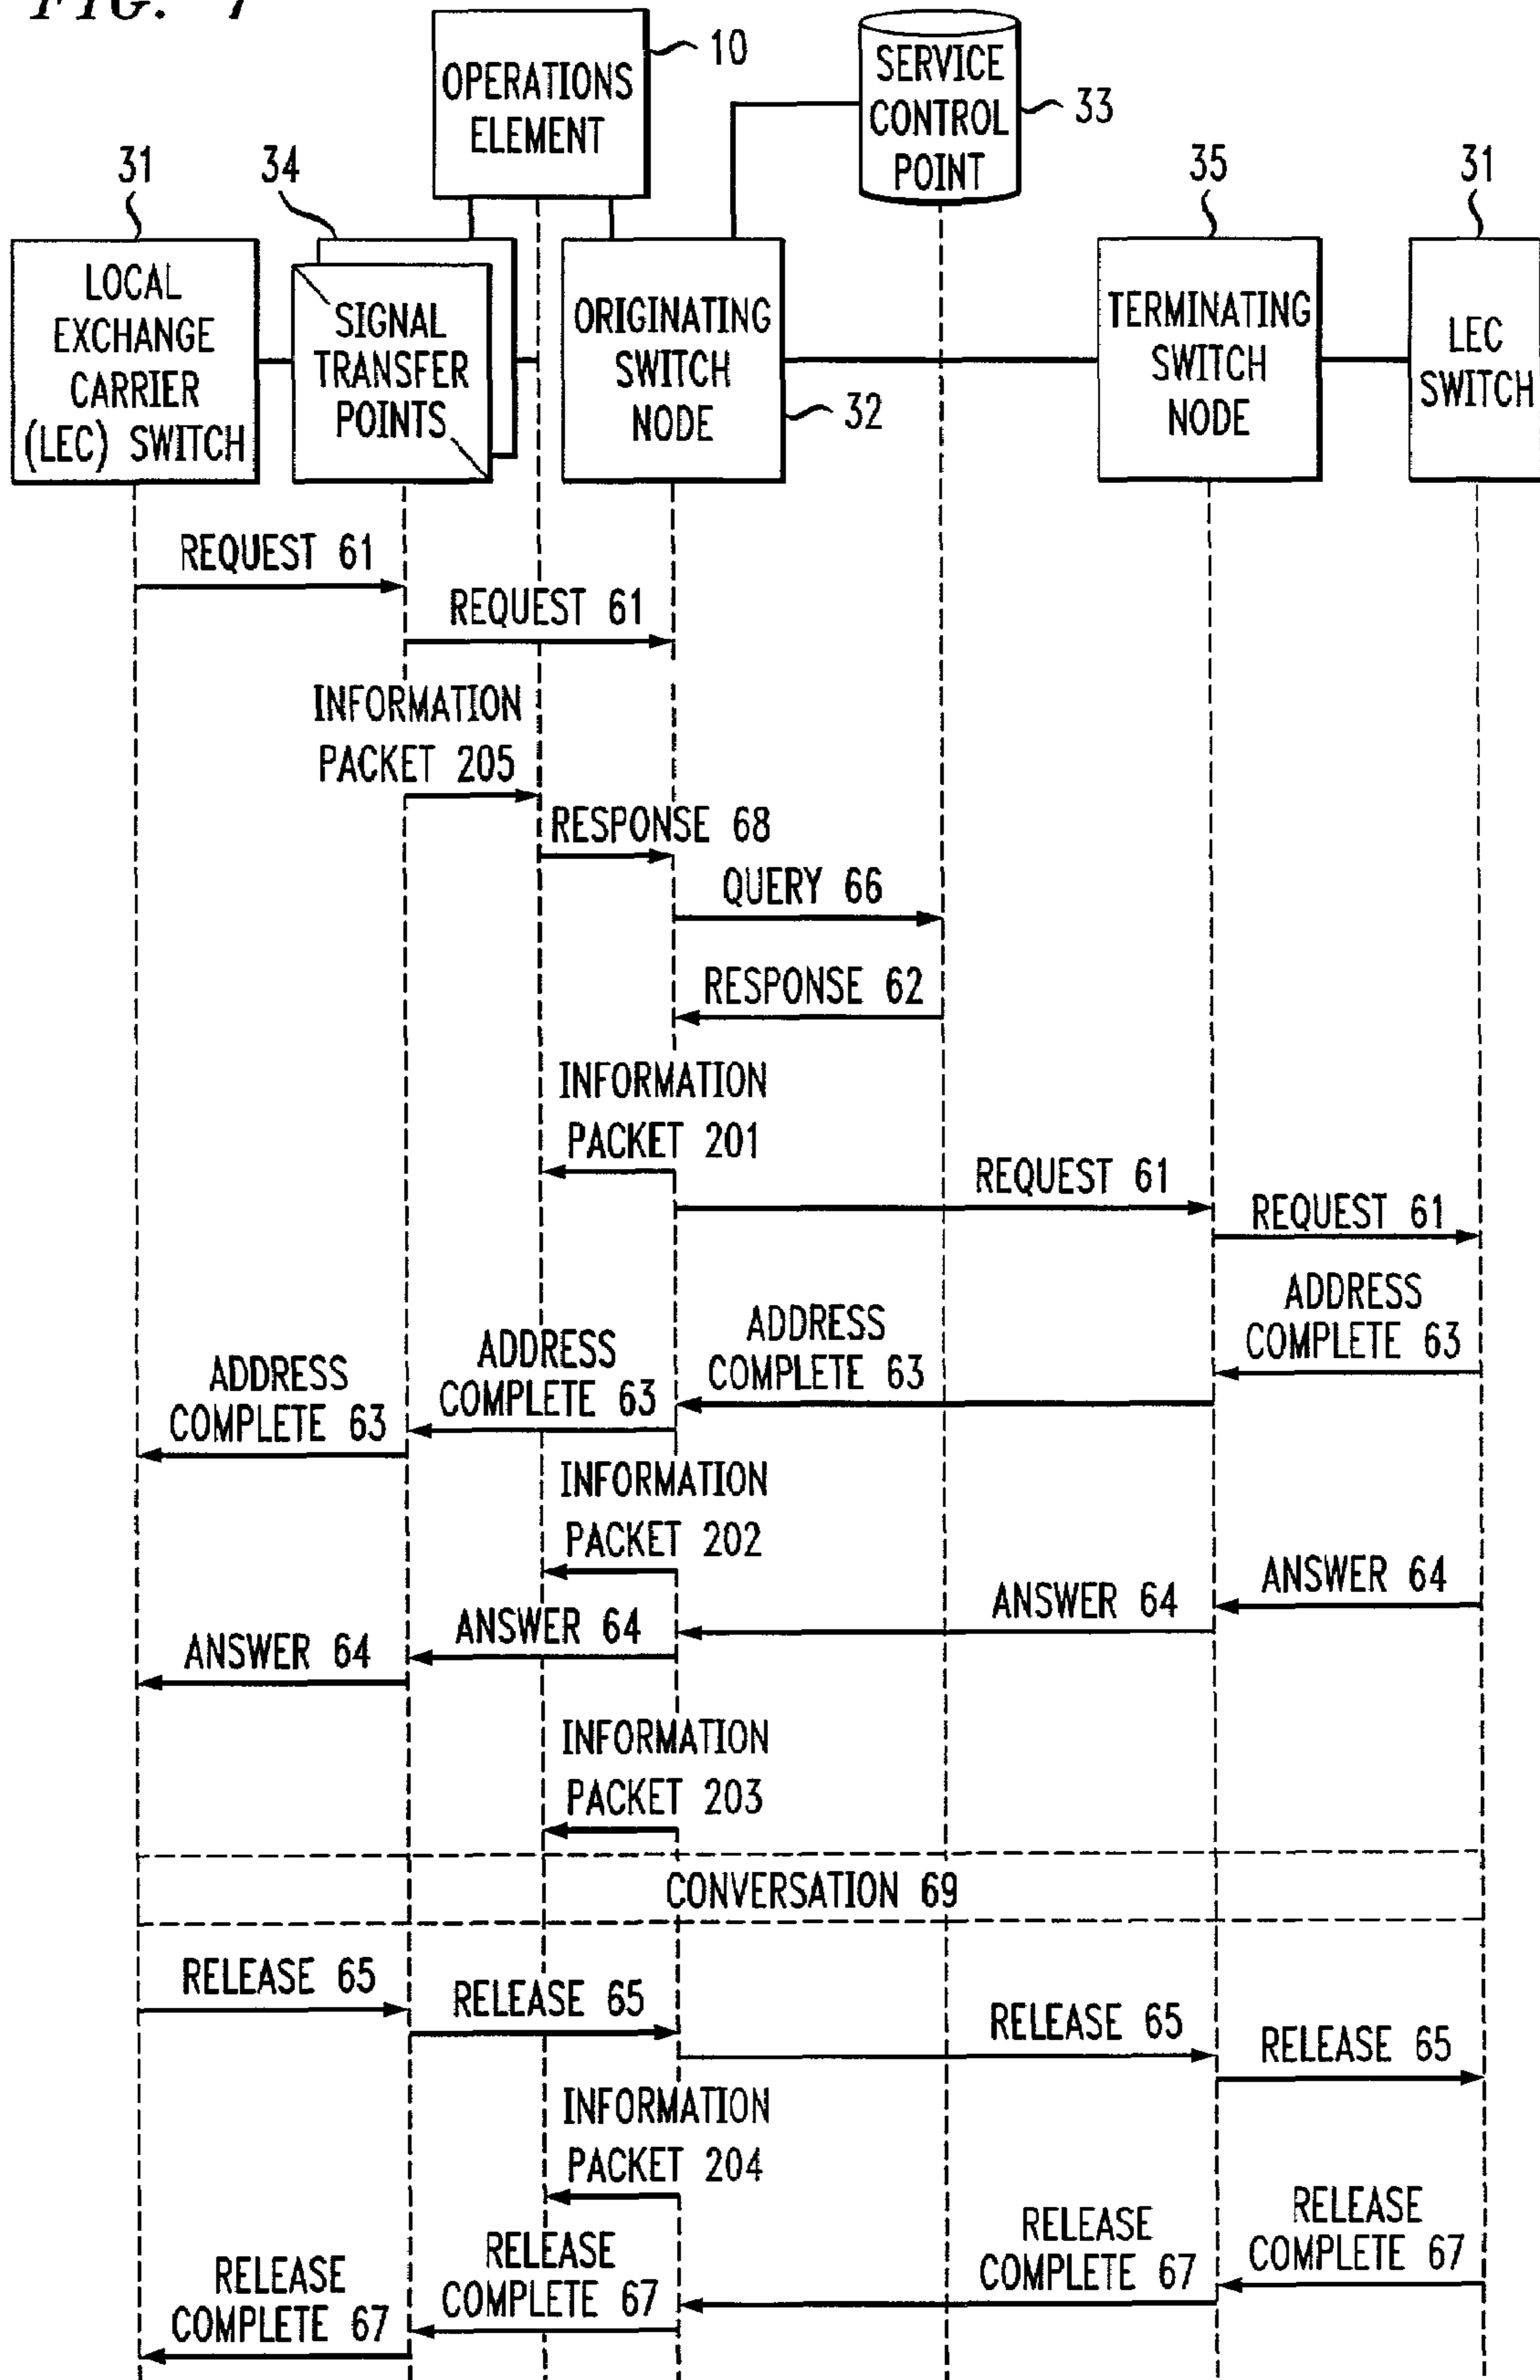 FIG. 7
OPERATIONS
ELEMENT
10
SERVICE
CONTROL
POINT
33
31
34
35
31
LOCAL
EXCHANGE
CARRIER
(LEC) SWITCH
SIGNAL
TRANSFER
POINTS
ORIGINATING
SWITCH
NODE
32
TERMINATING
SWITCH
NODE
LEC
SWITCH
REQUEST 61
REQUEST 61
INFORMATION
PACKET 205
RESPONSE 68
QUERY 66
RESPONSE 62
INFORMATION
PACKET 201
REQUEST 61
REQUEST 61
ADDRESS
COMPLETE 63
ADDRESS
COMPLETE 63
ADDRESS
COMPLETE 63
ADDRESS
COMPLETE 63
INFORMATION
PACKET 202
ANSWER 64
ANSWER 64
ANSWER 64
ANSWER 64
INFORMATION
PACKET 203
CONVERSATION 69
RELEASE 65
RELEASE 65
RELEASE 65
RELEASE 65
INFORMATION
PACKET 204
RELEASE
COMPLETE 67
RELEASE
COMPLETE 67
RELEASE
COMPLETE 67
RELEASE
COMPLETE 67